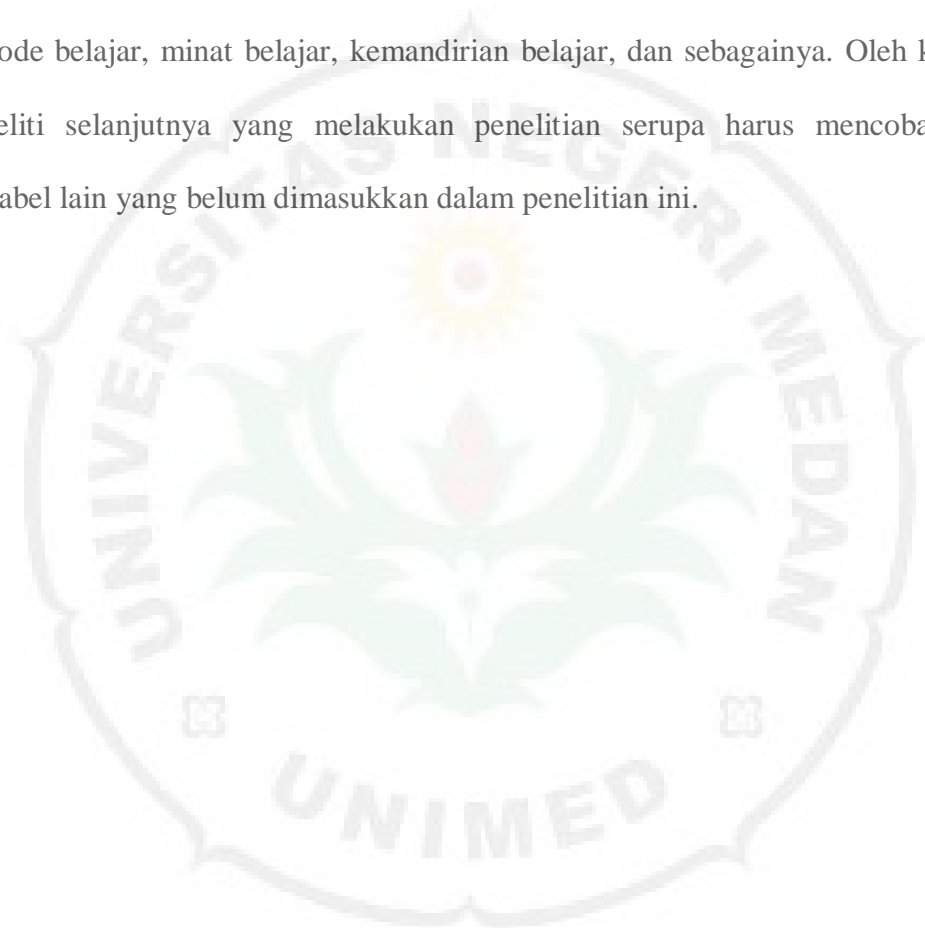 ode belajar, minat belajar, kemandirian belajar, dan sebagainya. Oleh k
eliti selanjutnya yang melakukan penelitian serupa harus mencoba
abel lain yang belum dimasukkan dalam penelitian ini.
UNIVERSITAS NEGERI MEDAN
UNIMED